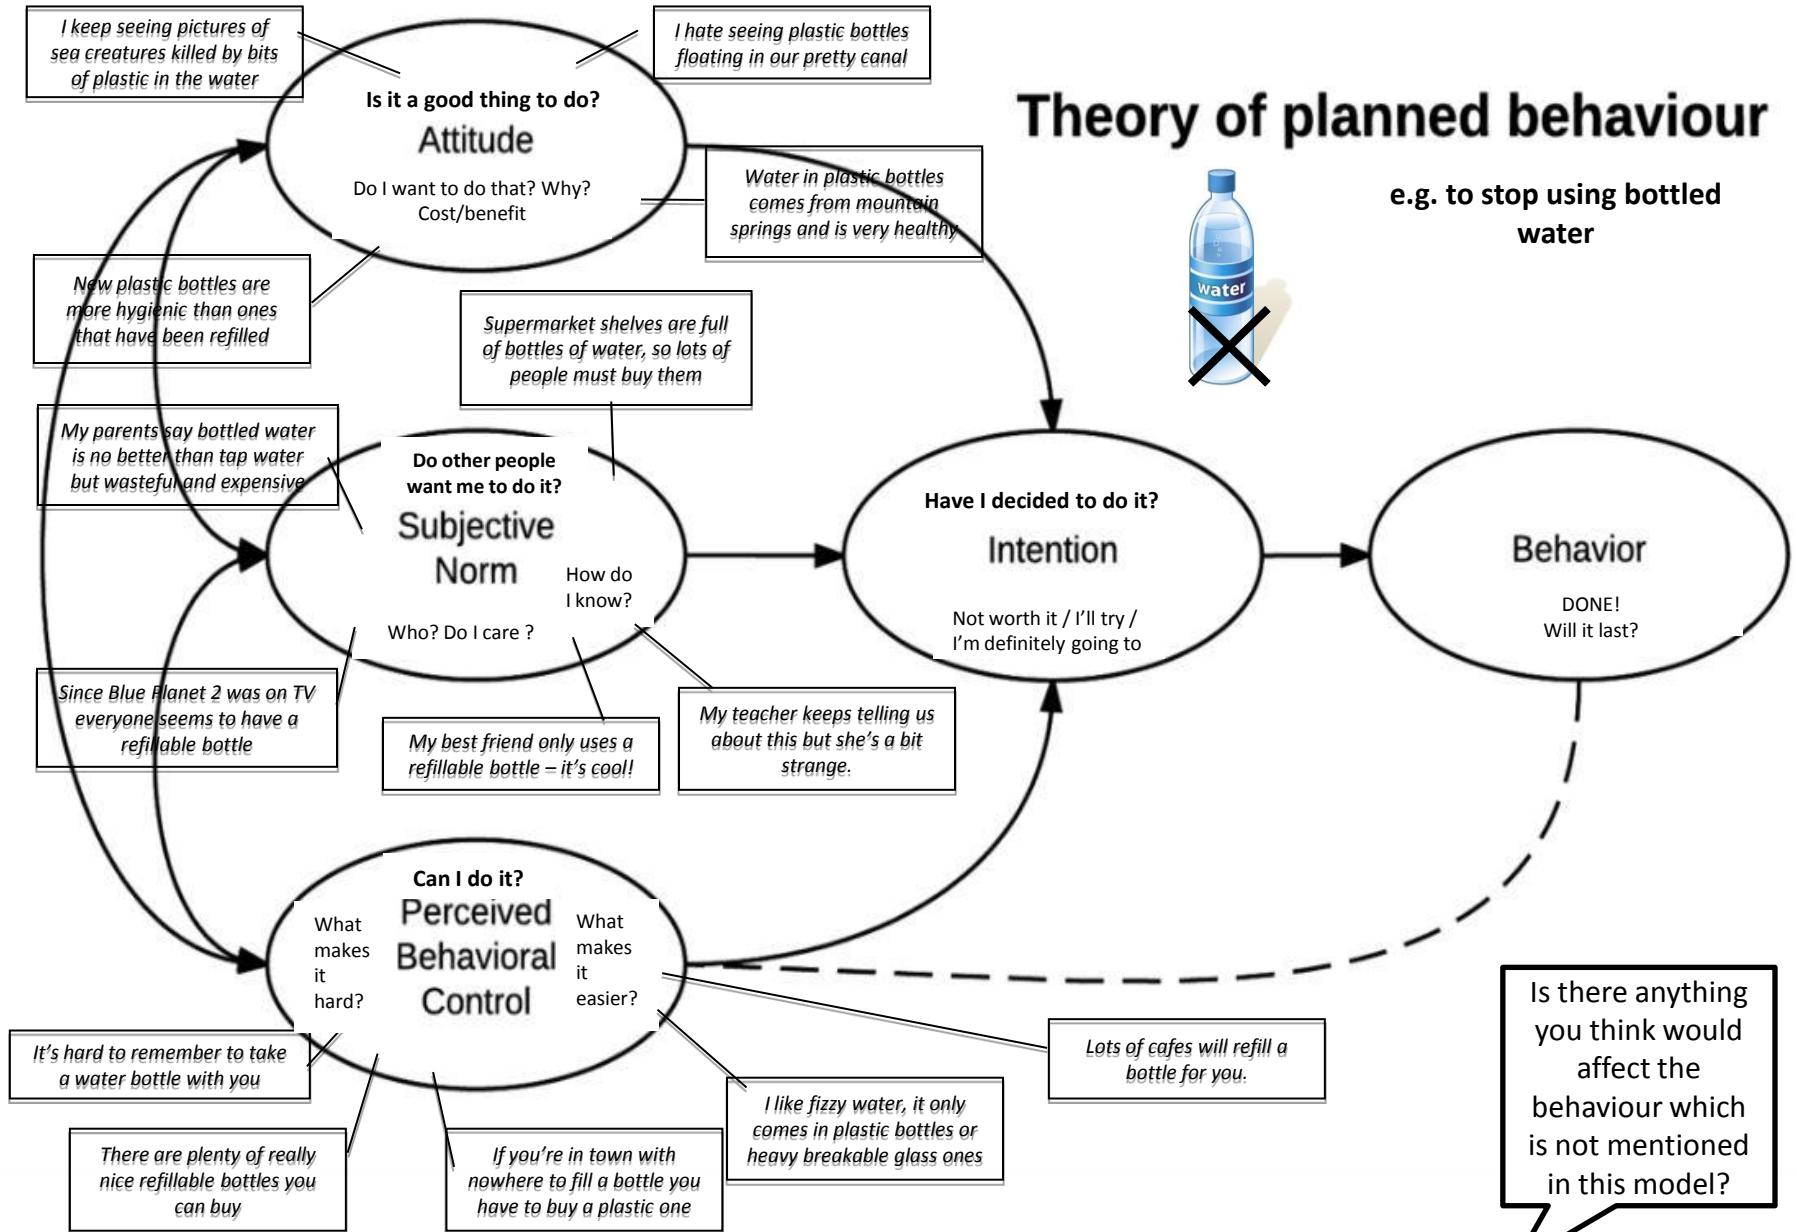 I keep seeing pictures of
sea creatures killed by bits
of plastic in the water
I hate seeing plastic bottles
floating in our pretty canal
Theory of planned behaviour
e.g. to stop using bottled
water
water
Is it a good thing to do?
Attitude
Do I want to do that? Why?
Cost/benefit
Water in plastic bottles
comes from mountain
springs and is very healthy
New plastic bottles are
more hygienic than ones
that have been refilled
Supermarket shelves are full
of bottles of water, so lots of
people must buy them
My parents say bottled water
is no better than tap water
but wasteful and expensive
Do other people
want me to do it?
Subjective
Norm
How do
I know?
Who? Do I care ?
Have I decided to do it?
Intention
Not worth it / I'll try /
I'm definitely going to
Behavior
DONE!
Will it last?
Since Blue Planet 2 was on TV
everyone seems to have a
refillable bottle
My best friend only uses a
refillable bottle – it's cool!
My teacher keeps telling us
about this but she's a bit
strange.
Can I do it?
Perceived
Behavioral
Control
What
makes
it
hard?
What
makes
it
easier?
It's hard to remember to take
a water bottle with you
There are plenty of really
nice refillable bottles you
can buy
If you're in town with
nowhere to fill a bottle you
have to buy a plastic one
I like fizzy water, it only
comes in plastic bottles or
heavy breakable glass ones
Lots of cafes will refill a
bottle for you.
Is there anything
you think would
affect the
behaviour which
is not mentioned
in this model?